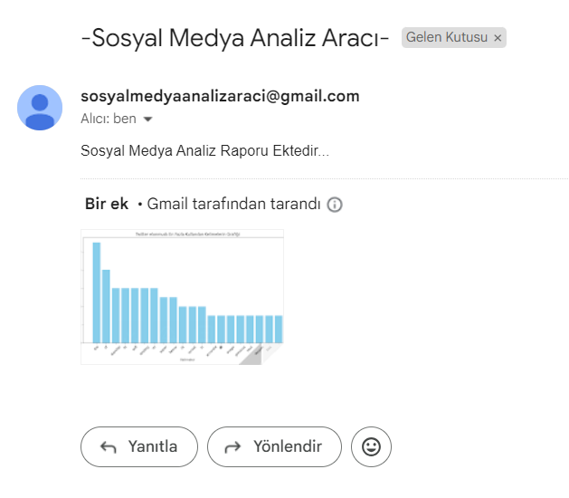 -Sosyal Medya Analiz Aracı-
Gelen Kutusu ×
sosyalmedyaanalizaraci@gmail.com
Alıcı: ben
Sosyal Medya Analiz Raporu Ektedir...
Bir ek • Gmail tarafından tarandı
Yanıtla
Yönlendir